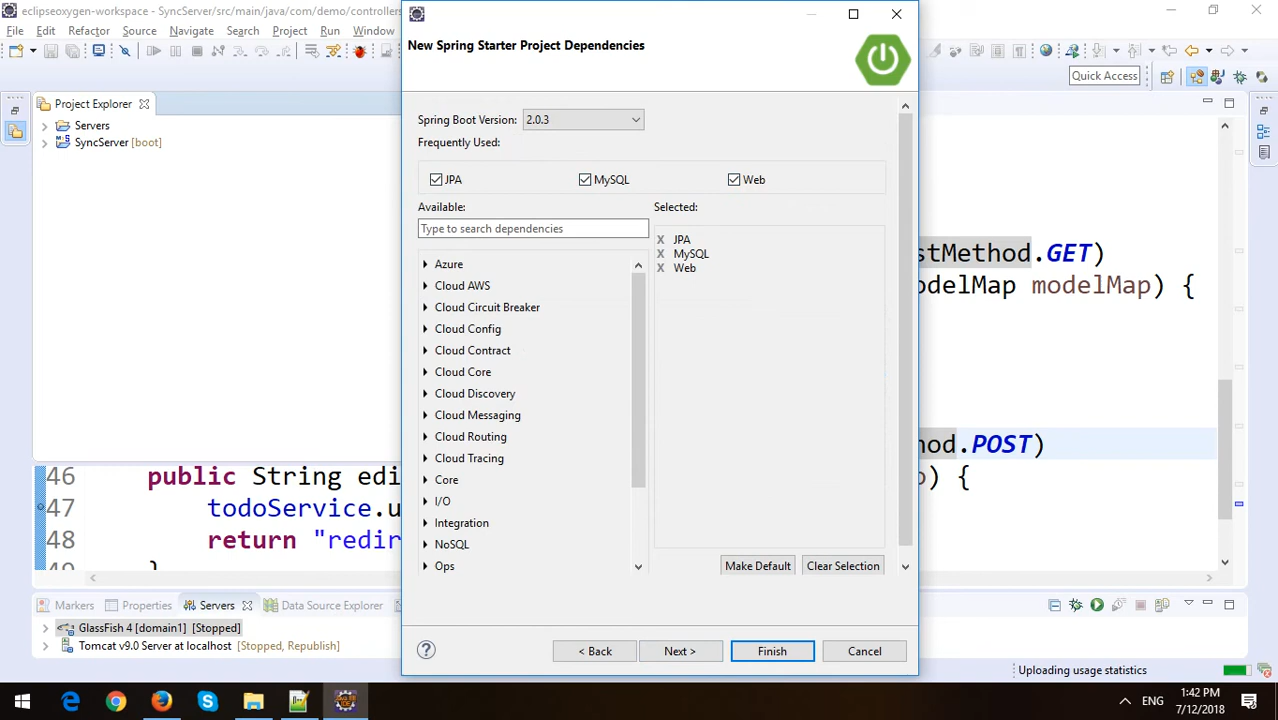 eclipseoxygen-workspace - SyncServer/src/main/java/com/demo/controllers
File Edit Refactor Source Navigate Search Project Run Window
Quick Access
Project Explorer
Servers
SyncServer [boot]
New Spring Starter Project Dependencies
Spring Boot Version: 2.0.3
Frequently Used:
JPA MySQL Web
Available: Selected:
Type to search dependencies
X JPA
X MySQL
X Web
Azure
Cloud AWS
Cloud Circuit Breaker
Cloud Config
Cloud Contract
Cloud Core
Cloud Discovery
Cloud Messaging
Cloud Routing
Cloud Tracing
Core
I/O
Integration
NoSQL
Ops
Make Default Clear Selection
< Back Next > Finish Cancel
stMethod.GET)
odelMap modelMap) {
od.POST)
) {
46 public String edi
47 todoService.u
48 return "redir
49 }
Markers Properties Servers Data Source Explorer
GlassFish 4 [domain1] [Stopped]
Tomcat v9.0 Server at localhost [Stopped, Republish]
Uploading usage statistics
ENG
1:42 PM
7/12/2018